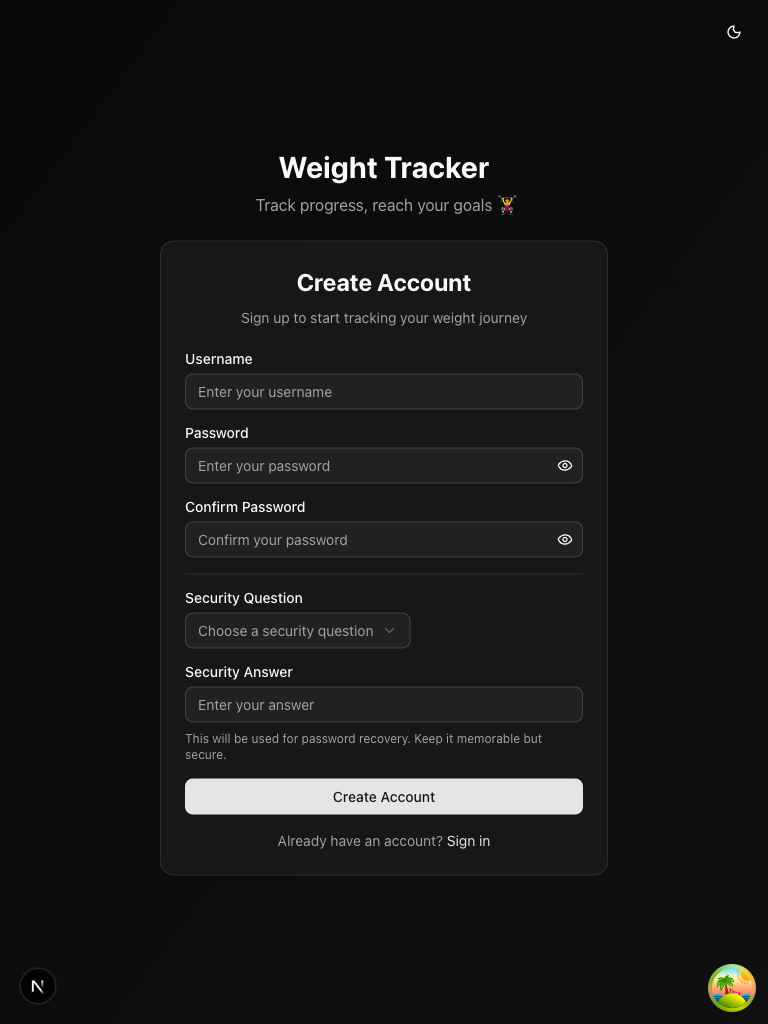 Weight Tracker
Track progress, reach your goals 🏋️
Create Account
Sign up to start tracking your weight journey
Username
Enter your username
Password
Enter your password
Confirm Password
Confirm your password
Security Question
Choose a security question
Security Answer
Enter your answer
This will be used for password recovery. Keep it memorable but
secure.
Create Account
Already have an account? Sign in
N